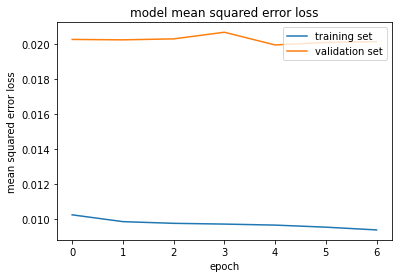 model mean squared error loss
training set
validation set
mean squared error loss
0.020
0.018
0.016
0.014
0.012
0.010
0 1 2 3 4 5 6
epoch